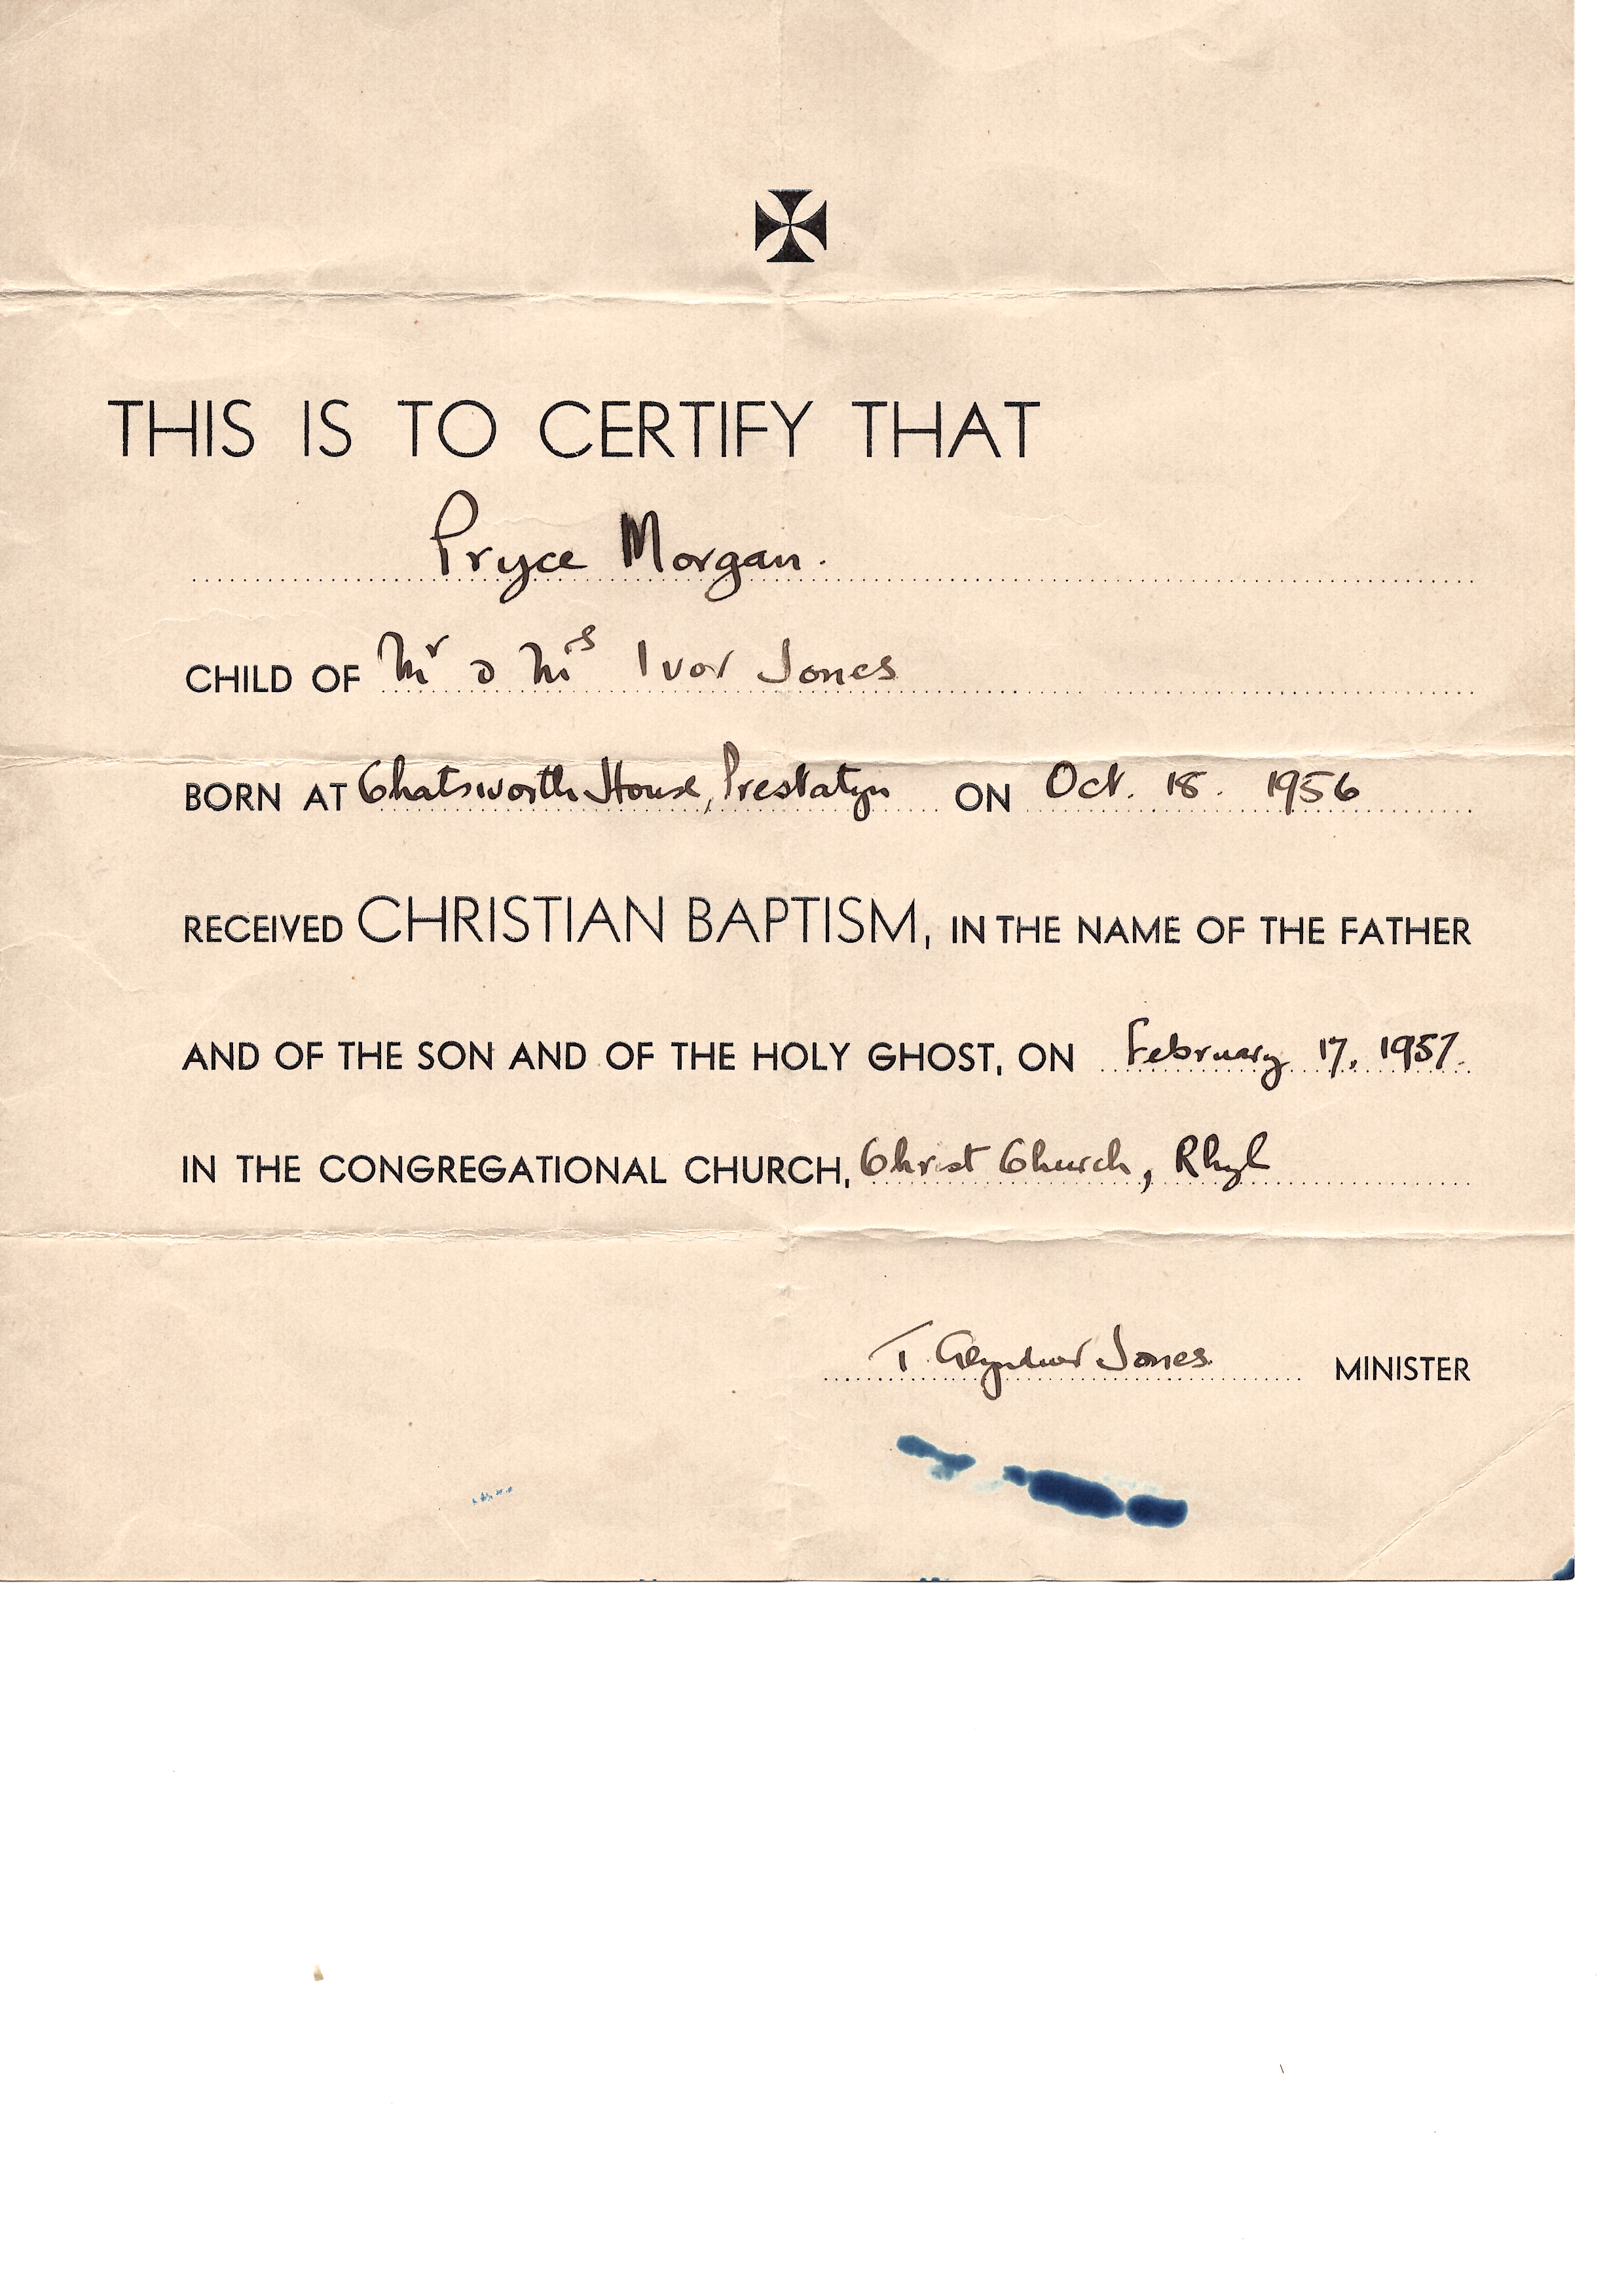 THIS IS TO CERTIFY THAT
Pryce Morgan.
CHILD OF Mr & Mrs Ivor Jones
BORN AT Chatsworth House, Prestatyn ON Oct. 18. 1956
RECEIVED CHRISTIAN BAPTISM, IN THE NAME OF THE FATHER
AND OF THE SON AND OF THE HOLY GHOST, ON February 17, 1957.
IN THE CONGREGATIONAL CHURCH, Christ Church, Rhyl
T. Glyndwr Jones. MINISTER